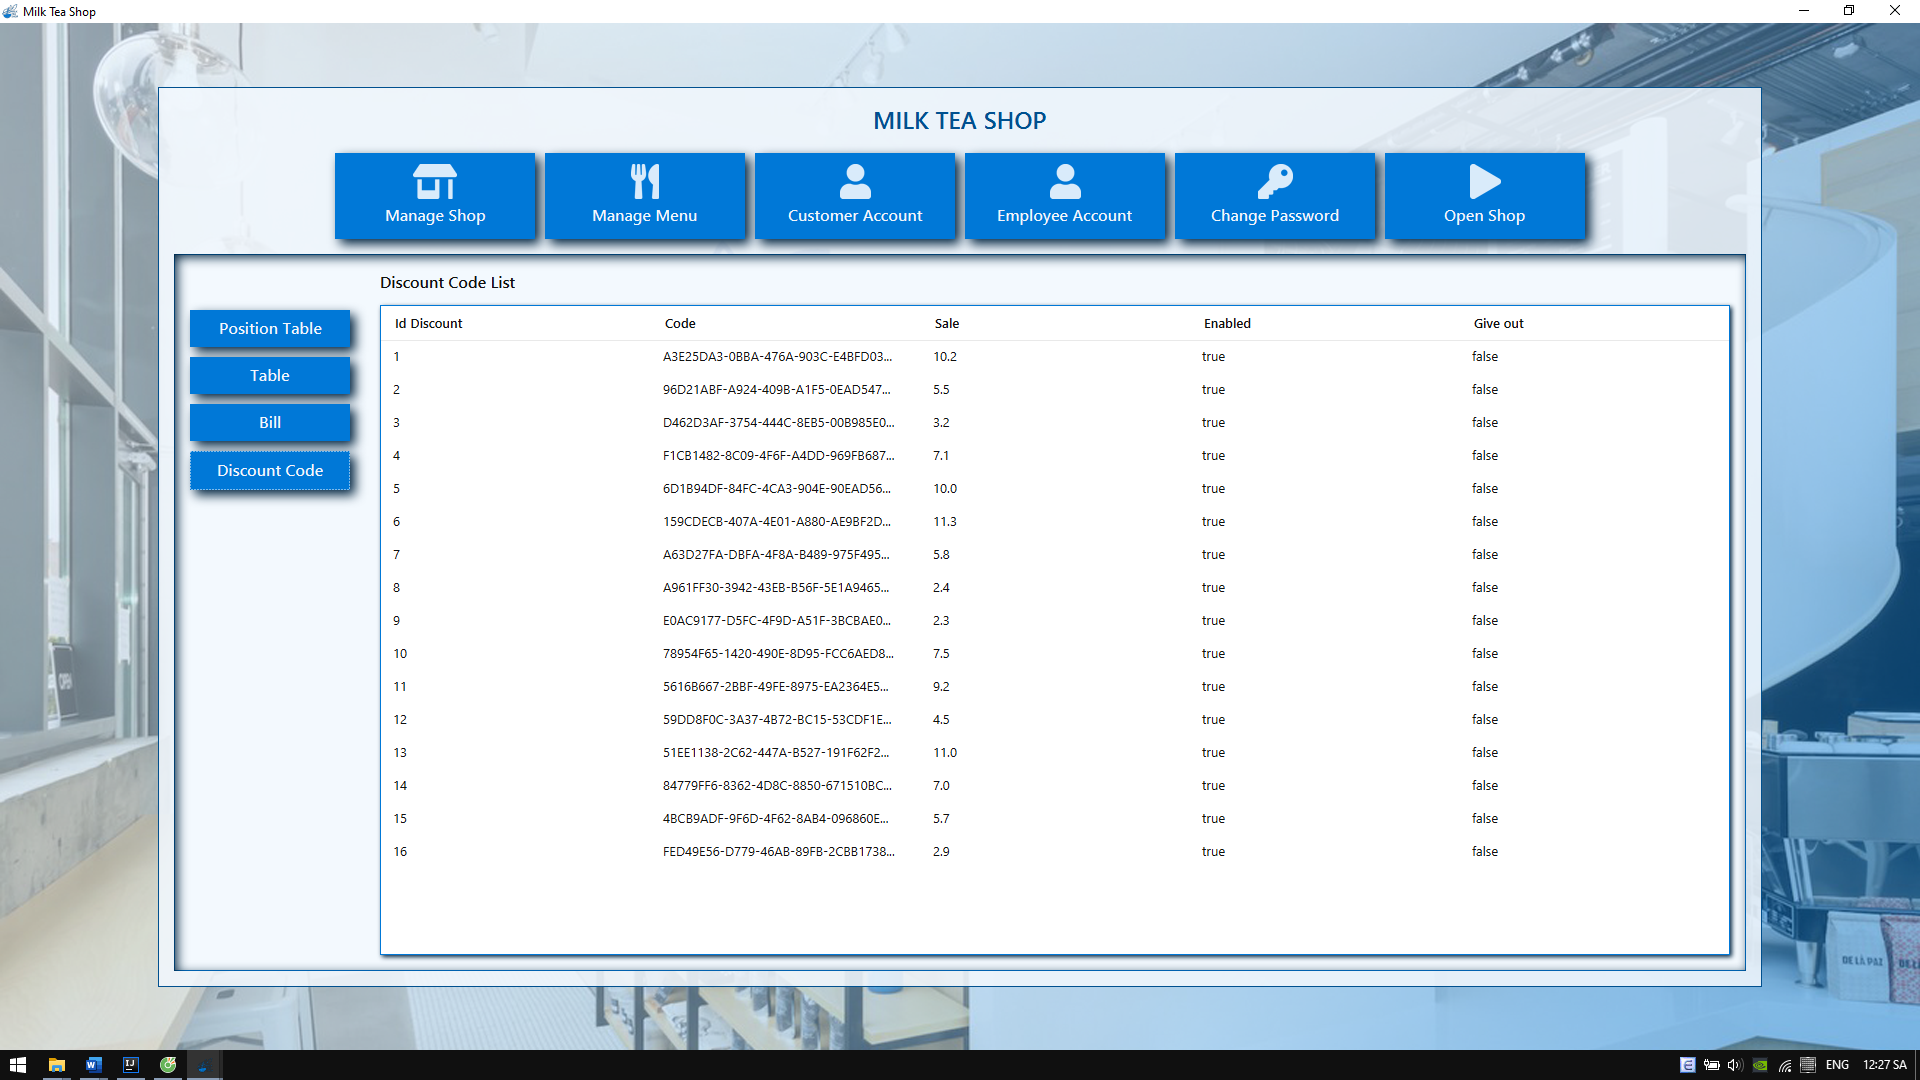 Milk Tea Shop
MILK TEA SHOP
Manage Shop
Manage Menu
Customer Account
Employee Account
Change Password
Open Shop
Position Table
Table
Bill
Discount Code
Discount Code List
Id Discount Code Sale Enabled Give out
1 A3E25DA3-0BBA-476A-903C-E4BFD03... 10.2 true false
2 96D21ABF-A924-409B-A1F5-0EAD547... 5.5 true false
3 D462D3AF-3754-444C-8EB5-00B985E0... 3.2 true false
4 F1CB1482-8C09-4F6F-A4DD-969FB687... 7.1 true false
5 6D1B94DF-84FC-4CA3-904E-90EAD56... 10.0 true false
6 159CDECB-407A-4E01-A880-AE9BF2D... 11.3 true false
7 A63D27FA-DBFA-4F8A-B489-975F495... 5.8 true false
8 A961FF30-3942-43EB-B56F-5E1A9465... 2.4 true false
9 E0AC9177-D5FC-4F9D-A51F-3BCBAE0... 2.3 true false
10 78954F65-1420-490E-8D95-FCC6AED8... 7.5 true false
11 5616B667-2BBF-49FE-8975-EA2364E5... 9.2 true false
12 59DD8F0C-3A37-4B72-BC15-53CDF1E... 4.5 true false
13 51EE1138-2C62-447A-B527-191F62F2... 11.0 true false
14 84779FF6-8362-4D8C-8850-671510BC... 7.0 true false
15 4BCB9ADF-9F6D-4F62-8AB4-096860E... 5.7 true false
16 FED49E56-D779-46AB-89FB-2CBB1738... 2.9 true false
OPEN
DE LA PAZ
ENG 12:27 SA